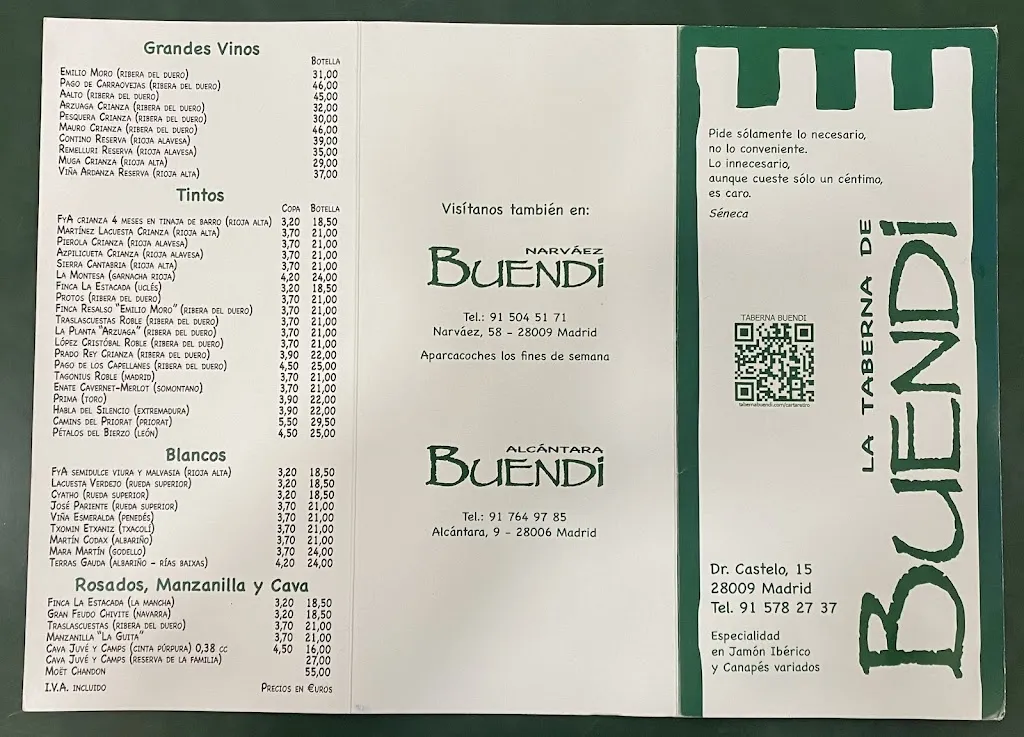 Grandes Vinos
BOTELLA
EMILIO MORO (RIBERA DEL DUERO) 31,00
PAGO DE CARRAOVEJAS (RIBERA DEL DUERO) 46,00
AALTO (RIBERA DEL DUERO) 45,00
ARZUAGA CRIANZA (RIBERA DEL DUERO) 32,00
PESQUERA CRIANZA (RIBERA DEL DUERO) 30,00
MAURO CRIANZA (RIBERA DEL DUERO) 46,00
CONTINO RESERVA (RIOJA ALAVESA) 39,00
REMELLURI RESERVA (RIOJA ALAVESA) 35,00
MUGA CRIANZA (RIOJA ALTA) 29,00
VIÑA ARDANZA RESERVA (RIOJA ALTA) 37,00
Tintos
COPA BOTELLA
FYA CRIANZA 4 MESES EN TINAJA DE BARRO (RIOJA ALTA) 3,20 18,50
MARTÍNEZ LACUESTA CRIANZA (RIOJA ALTA) 3,70 21,00
PIEROLA CRIANZA (RIOJA ALAVESA) 3,70 21,00
AZPILICUETA CRIANZA (RIOJA ALAVESA) 3,70 21,00
SIERRA CANTABRIA (RIOJA ALTA) 3,70 21,00
LA MONTESA (GARNACHA RIOJA) 4,20 24,00
FINCA LA ESTACADA (UCLÉS) 3,20 18,50
PROTOS (RIBERA DEL DUERO) 3,70 21,00
FINCA RESALSO "EMILIO MORO" (RIBERA DEL DUERO) 3,70 21,00
TRASLASCUESTAS ROBLE (RIBERA DEL DUERO) 3,70 21,00
LA PLANTA "ARZUAGA" (RIBERA DEL DUERO) 3,70 21,00
LÓPEZ CRISTÓBAL ROBLE (RIBERA DEL DUERO) 3,70 21,00
PRADO REY CRIANZA (RIBERA DEL DUERO) 3,90 22,00
PAGO DE LOS CAPELLANES (RIBERA DEL DUERO) 4,50 25,00
TAGONIUS ROBLE (MADRID) 3,70 21,00
ENATE CAVERNET-MERLOT (SOMONTANO) 3,70 21,00
PRIMA (TORO) 3,90 22,00
HABLA DEL SILENCIO (EXTREMADURA) 3,90 22,00
CAMINS DEL PRIORAT (PRIORAT) 5,50 29,50
PÉTALOS DEL BIERZO (LEÓN) 4,50 25,00
Blancos
FYA SEMIDULCE VIURA Y MALVASIA (RIOJA ALTA) 3,20 18,50
LACUESTA VERDEJO (RUEDA SUPERIOR) 3,20 18,50
CYATHO (RUEDA SUPERIOR) 3,20 18,50
JOSÉ PARIENTE (RUEDA SUPERIOR) 3,70 21,00
VIÑA ESMERALDA (PENEDÉS) 3,70 21,00
TXOMIN ETXANIZ (TXACOLÍ) 3,70 21,00
MARTÍN CODAX (ALBARIÑO) 3,70 21,00
MARA MARTÍN (GODELLO) 3,70 24,00
TERRAS GAUDA (ALBARIÑO - RÍAS BAIXAS) 4,20 24,00
Rosados, Manzanilla y Cava
FINCA LA ESTACADA (LA MANCHA) 3,20 18,50
GRAN FEUDO CHIVITE (NAVARRA) 3,20 18,50
TRASLASCUESTAS (RIBERA DEL DUERO) 3,70 21,00
MANZANILLA "LA GUITA" 3,70 21,00
CAVA JUVÉ Y CAMPS (CINTA PÚRPURA) 0,38 CC 4,50 16,00
CAVA JUVÉ Y CAMPS (RESERVA DE LA FAMILIA) 27,00
MOËT CHANDON 55,00
I.V.A. INCLUIDO PRECIOS EN €UROS
Visítanos también en:
NARVÁEZ
BUENDÍ
Tel.: 91 504 51 71
Narváez, 58 - 28009 Madrid
Aparcacoches los fines de semana
ALCÁNTARA
BUENDÍ
Tel.: 91 764 97 85
Alcántara, 9 - 28006 Madrid
Pide sólamente lo necesario,
no lo conveniente.
Lo innecesario,
aunque cueste sólo un céntimo,
es caro.
Séneca
TABERNA BUENDI
tabernabuendi.com/cartaretiro
LA TABERNA DE
BUENDÍ
Dr. Castelo, 15
28009 Madrid
Tel. 91 578 27 37
Especialidad
en Jamón Ibérico
y Canapés variados